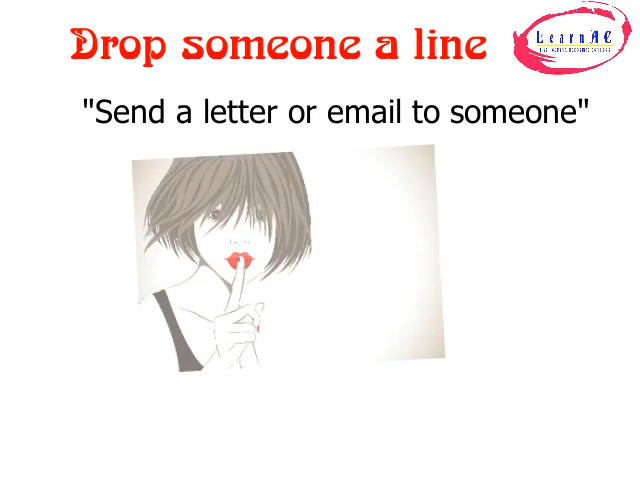 Drop someone a line
LearnAE
"Send a letter or email to someone"